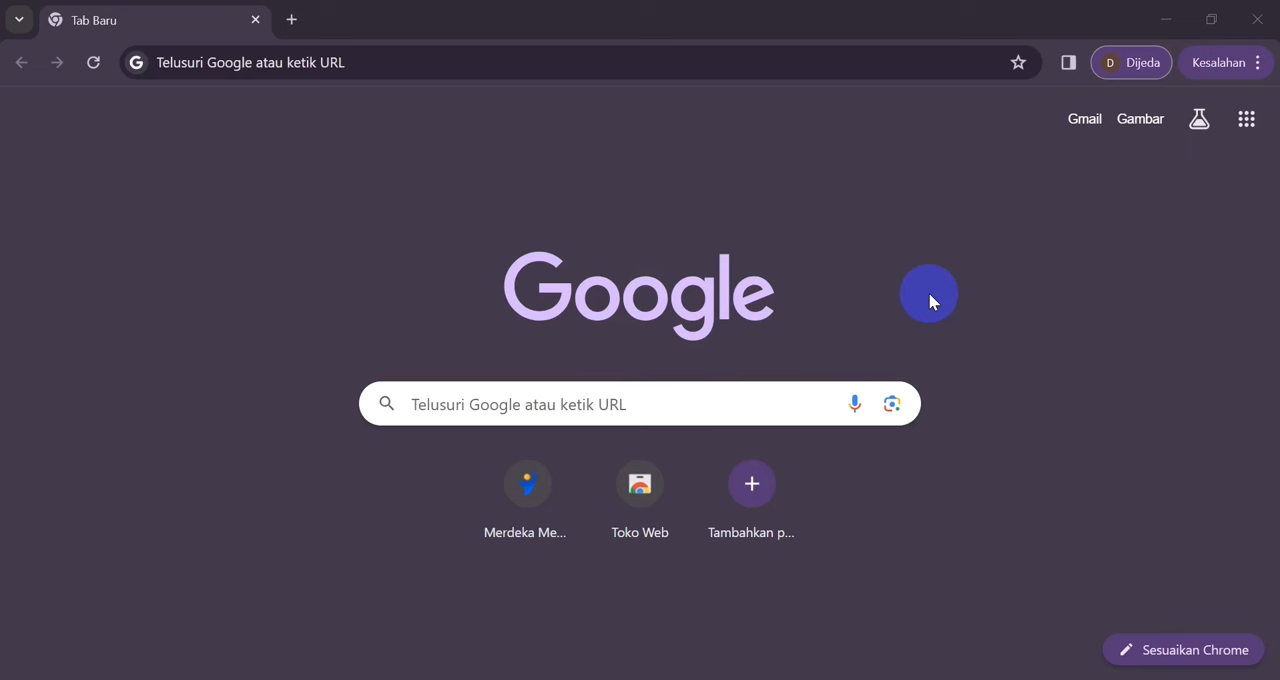 Tab Baru
Telusuri Google atau ketik URL
D Dijeda
Kesalahan
Gmail Gambar
Google
Telusuri Google atau ketik URL
Merdeka Me... Toko Web Tambahkan p...
Sesuaikan Chrome